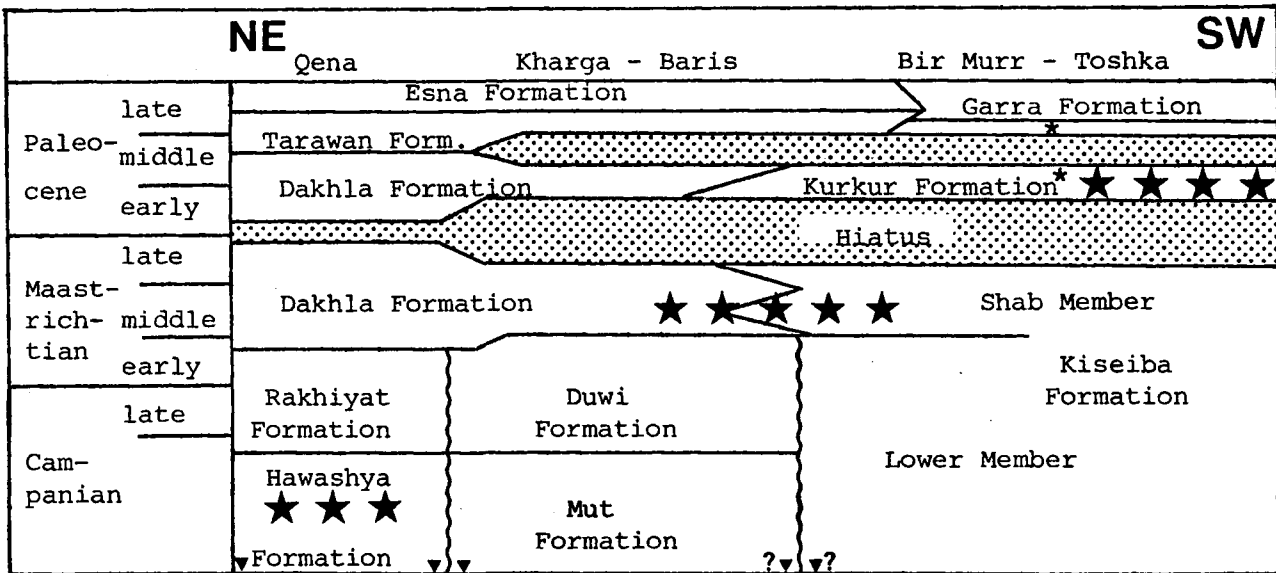 NE SW
Qena Kharga - Baris Bir Murr - Toshka
late Esna Formation Garra Formation
Paleo- middle Tarawan Form. *
cene early Dakhla Formation Kurkur Formation*
Hiatus
late
Maast- Dakhla Formation Shab Member
rich- middle
tian early Kiseiba
Formation
late Rakhiyat Duwi
Formation Formation
Cam- Lower Member
panian Hawashya
Mut
Formation
Formation ? ?